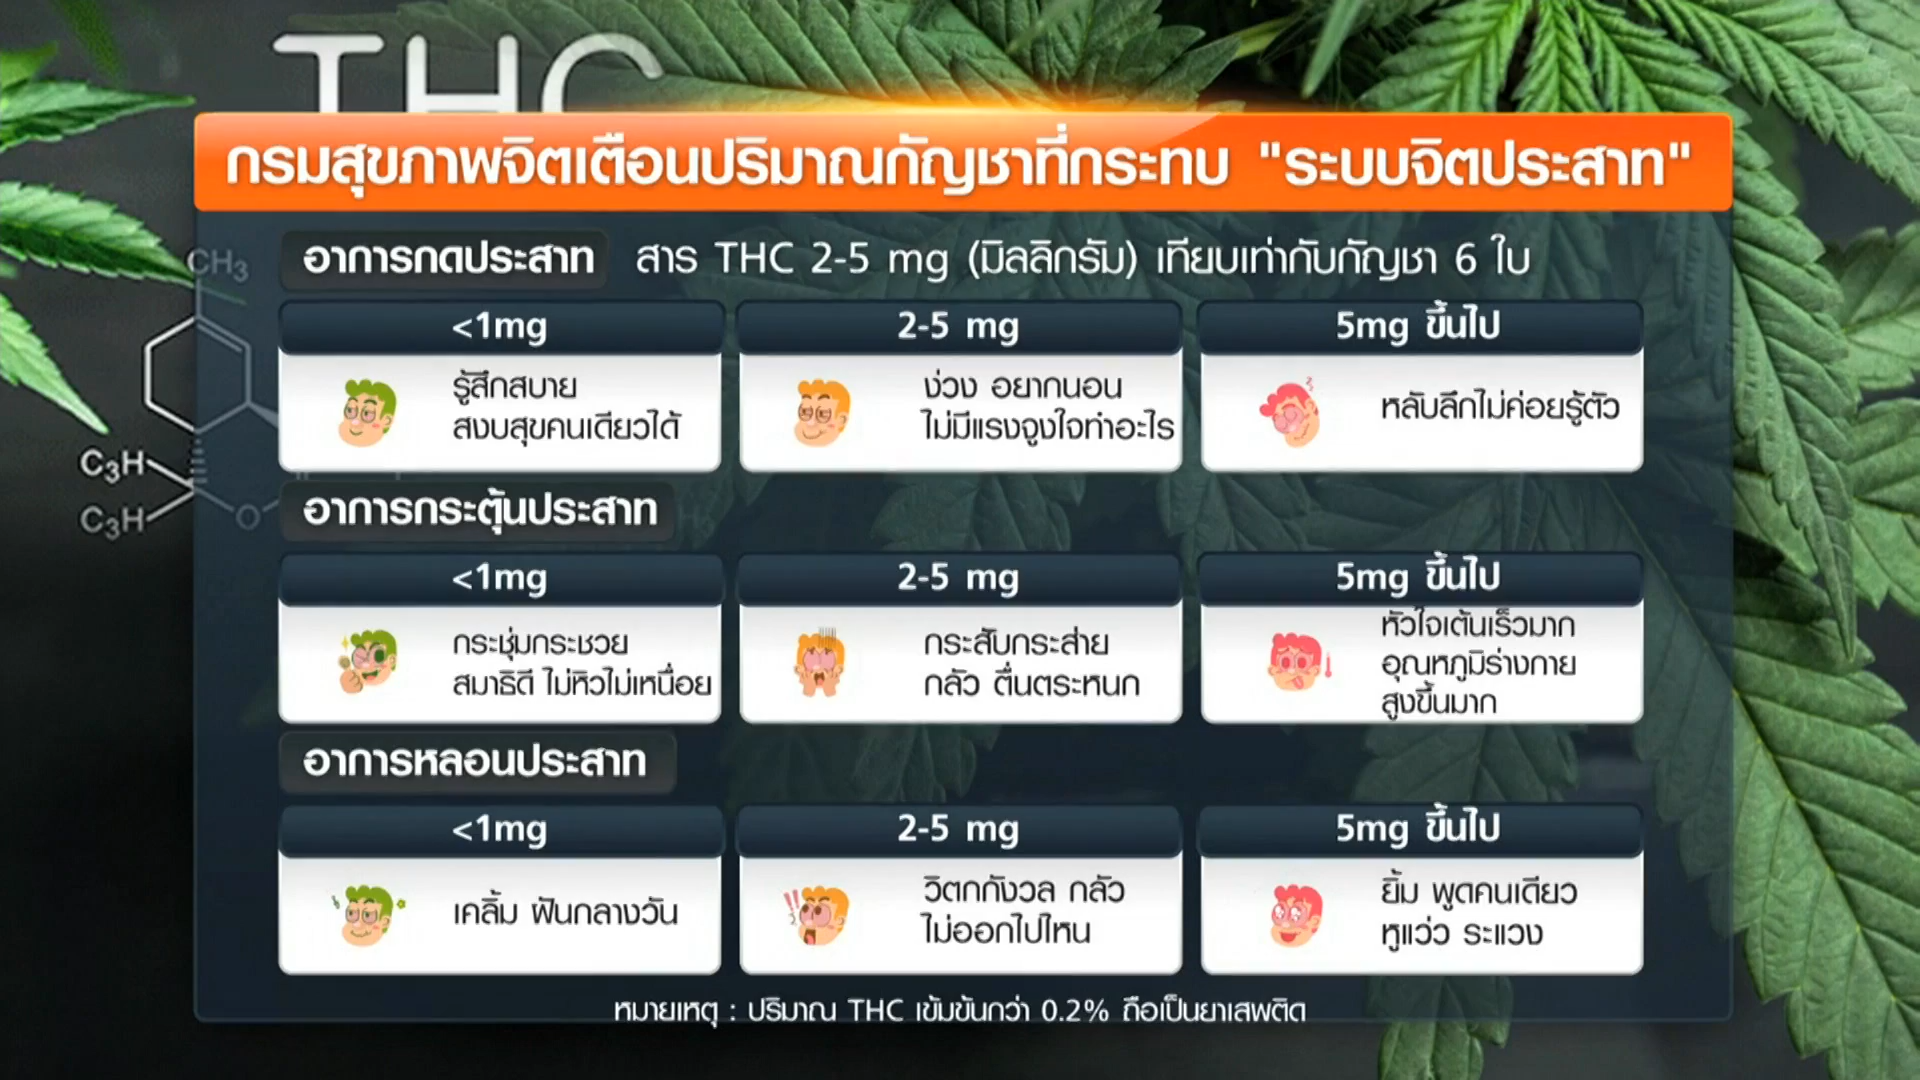 THC
กรมสุขภาพจิตเตือนปริมาณกัญชาที่กระทบ "ระบบจิตประสาท"
อาการกดประสาท สาร THC 2-5 mg (มิลลิกรัม) เทียบเท่ากับกัญชา 6 ใบ
CH3
<1mg
2-5 mg
5mg ขึ้นไป
รู้สึกสบาย
สงบสุขคนเดียวได้
ง่วง อยากนอน
ไม่มีแรงจูงใจทำอะไร
หลับลึกไม่ค่อยรู้ตัว
C3H
C3H
O
อาการกระตุ้นประสาท
<1mg
2-5 mg
5mg ขึ้นไป
กระชุ่มกระชวย
สมาธิดี ไม่หิวไม่เหนื่อย
กระสับกระส่าย
กลัว ตื่นตระหนก
หัวใจเต้นเร็วมาก
อุณหภูมิร่างกาย
สูงขึ้นมาก
อาการหลอนประสาท
<1mg
2-5 mg
5mg ขึ้นไป
เคลิ้ม ฝันกลางวัน
วิตกกังวล กลัว
ไม่ออกไปไหน
ยิ้ม พูดคนเดียว
หูแว่ว ระแวง
หมายเหตุ : ปริมาณ THC เข้มข้นกว่า 0.2% ถือเป็นยาเสพติด